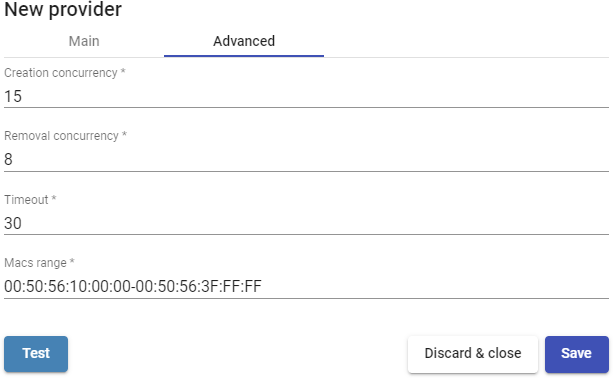 New provider
Main Advanced
Creation concurrency *
15
Removal concurrency *
8
Timeout *
30
Macs range *
00:50:56:10:00:00-00:50:56:3F:FF:FF
Test Discard & close Save